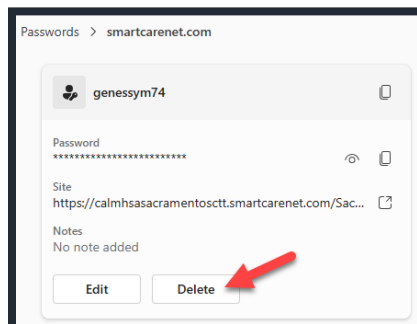 Passwords > smartcarenet.com
genessym74
Password
*************************
Site
https://calmhsasacramentosctt.smartcarenet.com/Sac...
Notes
No note added
Edit Delete